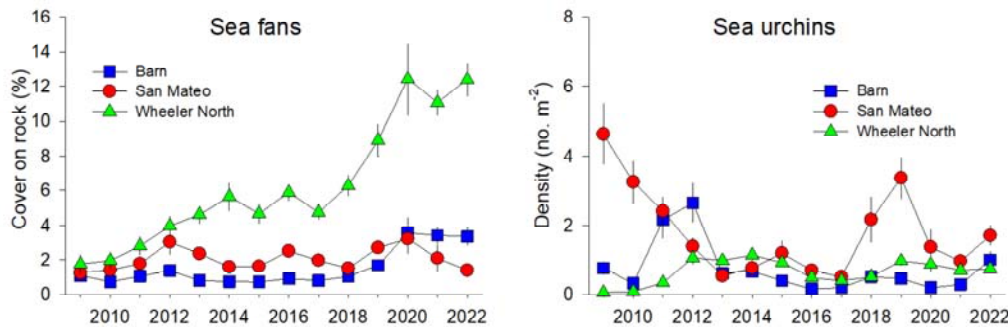 Sea fans
Cover on rock (%)
16
14
12
10
8
6
4
2
0
Barn
San Mateo
Wheeler North
2010 2012 2014 2016 2018 2020 2022
Sea urchins
Density (no. m⁻²)
8
6
4
2
0
Barn
San Mateo
Wheeler North
2010 2012 2014 2016 2018 2020 2022